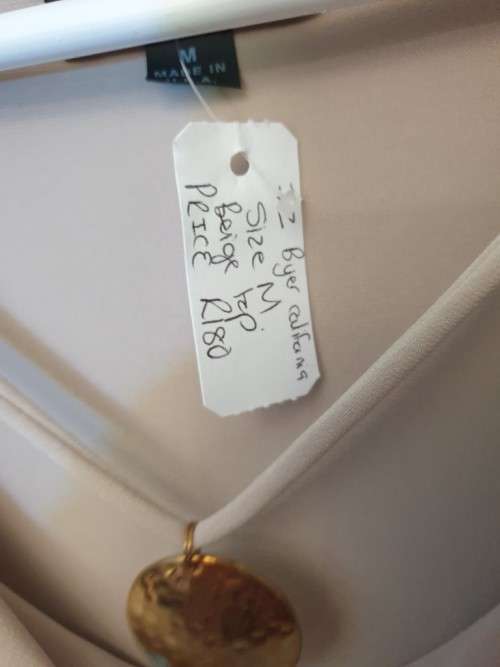 M
MADE IN
U.S.A.
Byer California
Size M.
Beige top
PRICE R180